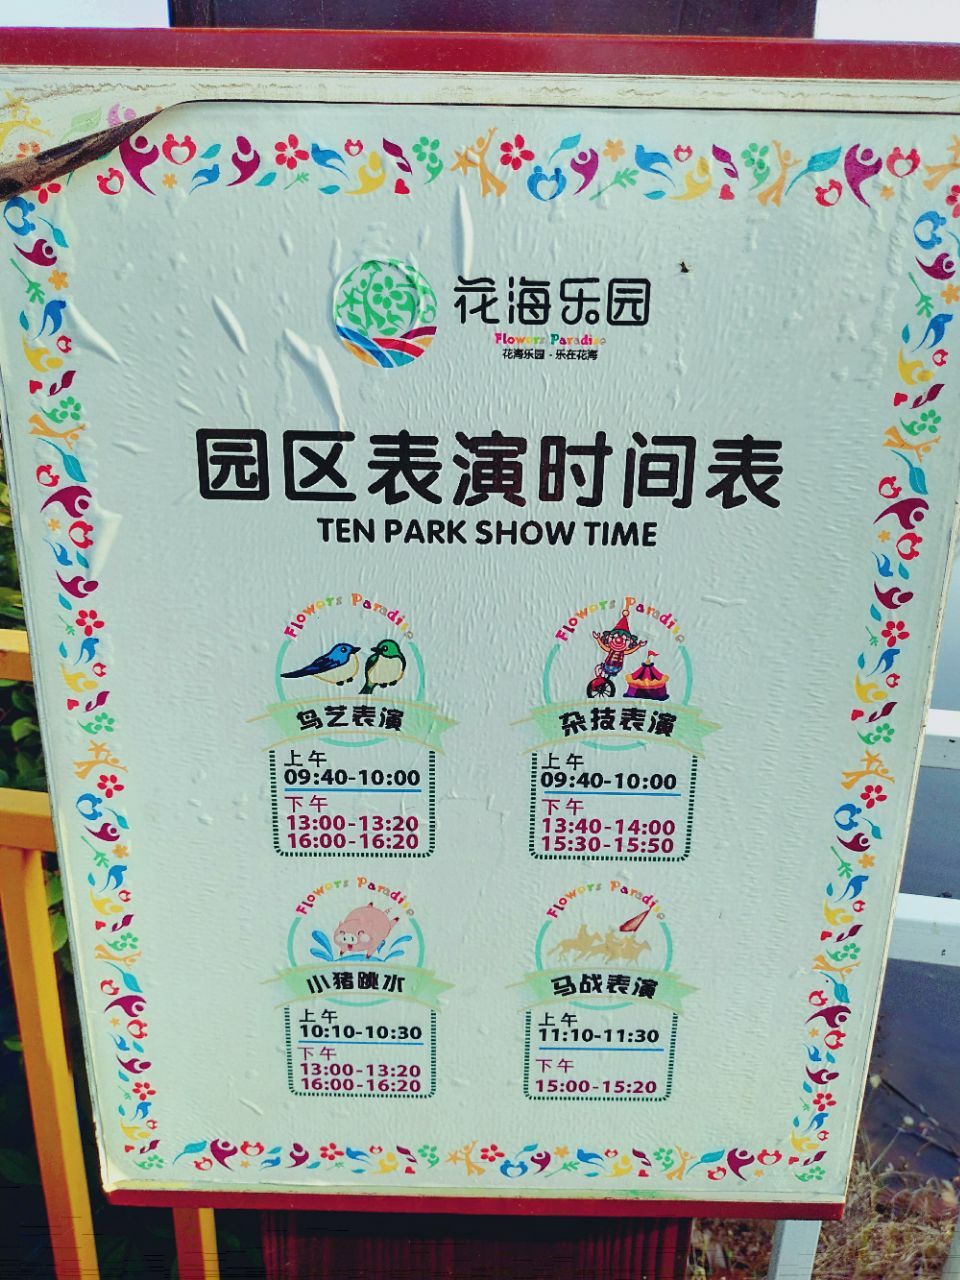 花海乐园
Flowers Paradise
花海乐园 - 乐在花海
园区表演时间表
TEN PARK SHOW TIME
Flowers Paradise
鸟艺表演
上午
09:40-10:00
下午
13:00-13:20
16:00-16:20
Flowers Paradise
杂技表演
上午
09:40-10:00
下午
13:40-14:00
15:30-15:50
Flowers Paradise
小猪跳水
上午
10:10-10:30
下午
13:00-13:20
16:00-16:20
Flowers Paradise
马战表演
上午
11:10-11:30
下午
15:00-15:20